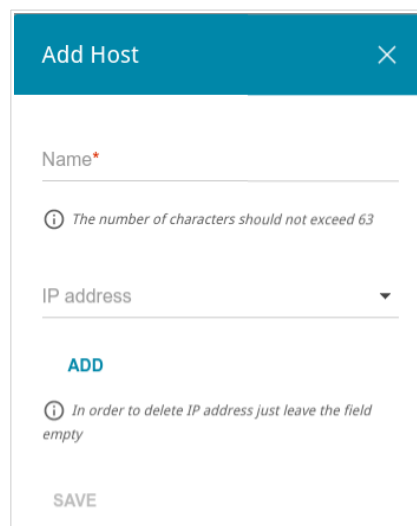 Add Host
Name*
The number of characters should not exceed 63
IP address
ADD
In order to delete IP address just leave the field
empty
SAVE